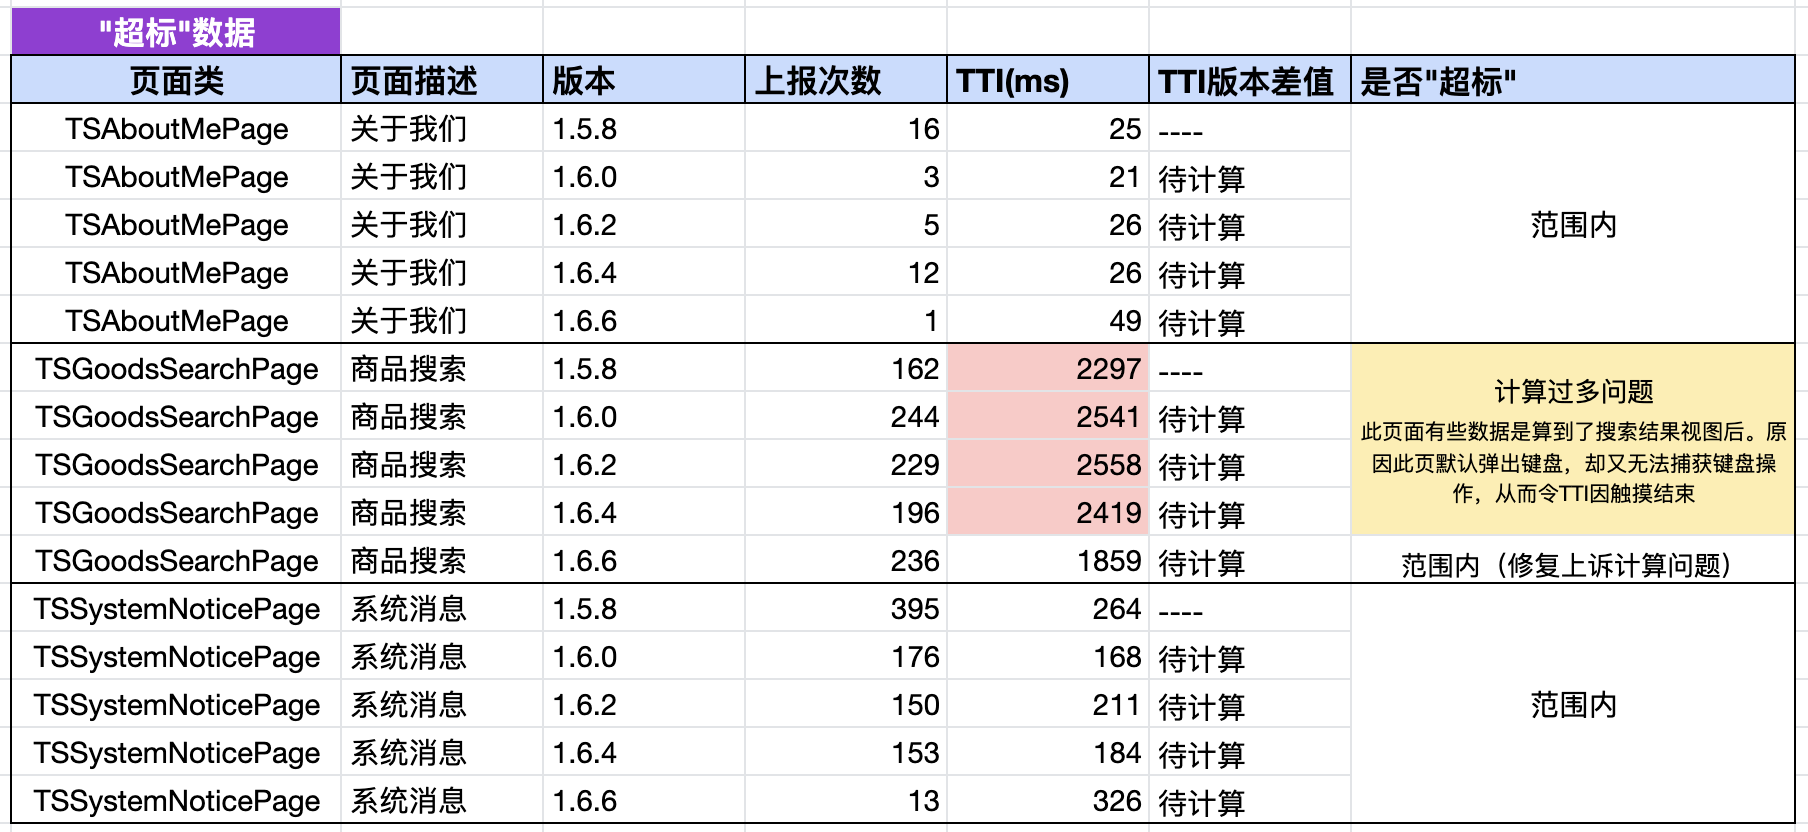 "超标"数据
页面类 页面描述 版本 上报次数 TTI(ms) TTI版本差值 是否"超标"
TSAboutMePage 关于我们 1.5.8 16 25 ----
TSAboutMePage 关于我们 1.6.0 3 21 待计算
TSAboutMePage 关于我们 1.6.2 5 26 待计算 范围内
TSAboutMePage 关于我们 1.6.4 12 26 待计算
TSAboutMePage 关于我们 1.6.6 1 49 待计算
TSGoodsSearchPage 商品搜索 1.5.8 162 2297 ----
TSGoodsSearchPage 商品搜索 1.6.0 244 2541 待计算
TSGoodsSearchPage 商品搜索 1.6.2 229 2558 待计算
TSGoodsSearchPage 商品搜索 1.6.4 196 2419 待计算
计算过多问题
此页面有些数据是算到了搜索结果视图后。原
因此页默认弹出键盘，却又无法捕获键盘操
作，从而令TTI因触摸结束
TSGoodsSearchPage 商品搜索 1.6.6 236 1859 待计算 范围内（修复上诉计算问题）
TSSystemNoticePage 系统消息 1.5.8 395 264 ----
TSSystemNoticePage 系统消息 1.6.0 176 168 待计算
TSSystemNoticePage 系统消息 1.6.2 150 211 待计算 范围内
TSSystemNoticePage 系统消息 1.6.4 153 184 待计算
TSSystemNoticePage 系统消息 1.6.6 13 326 待计算